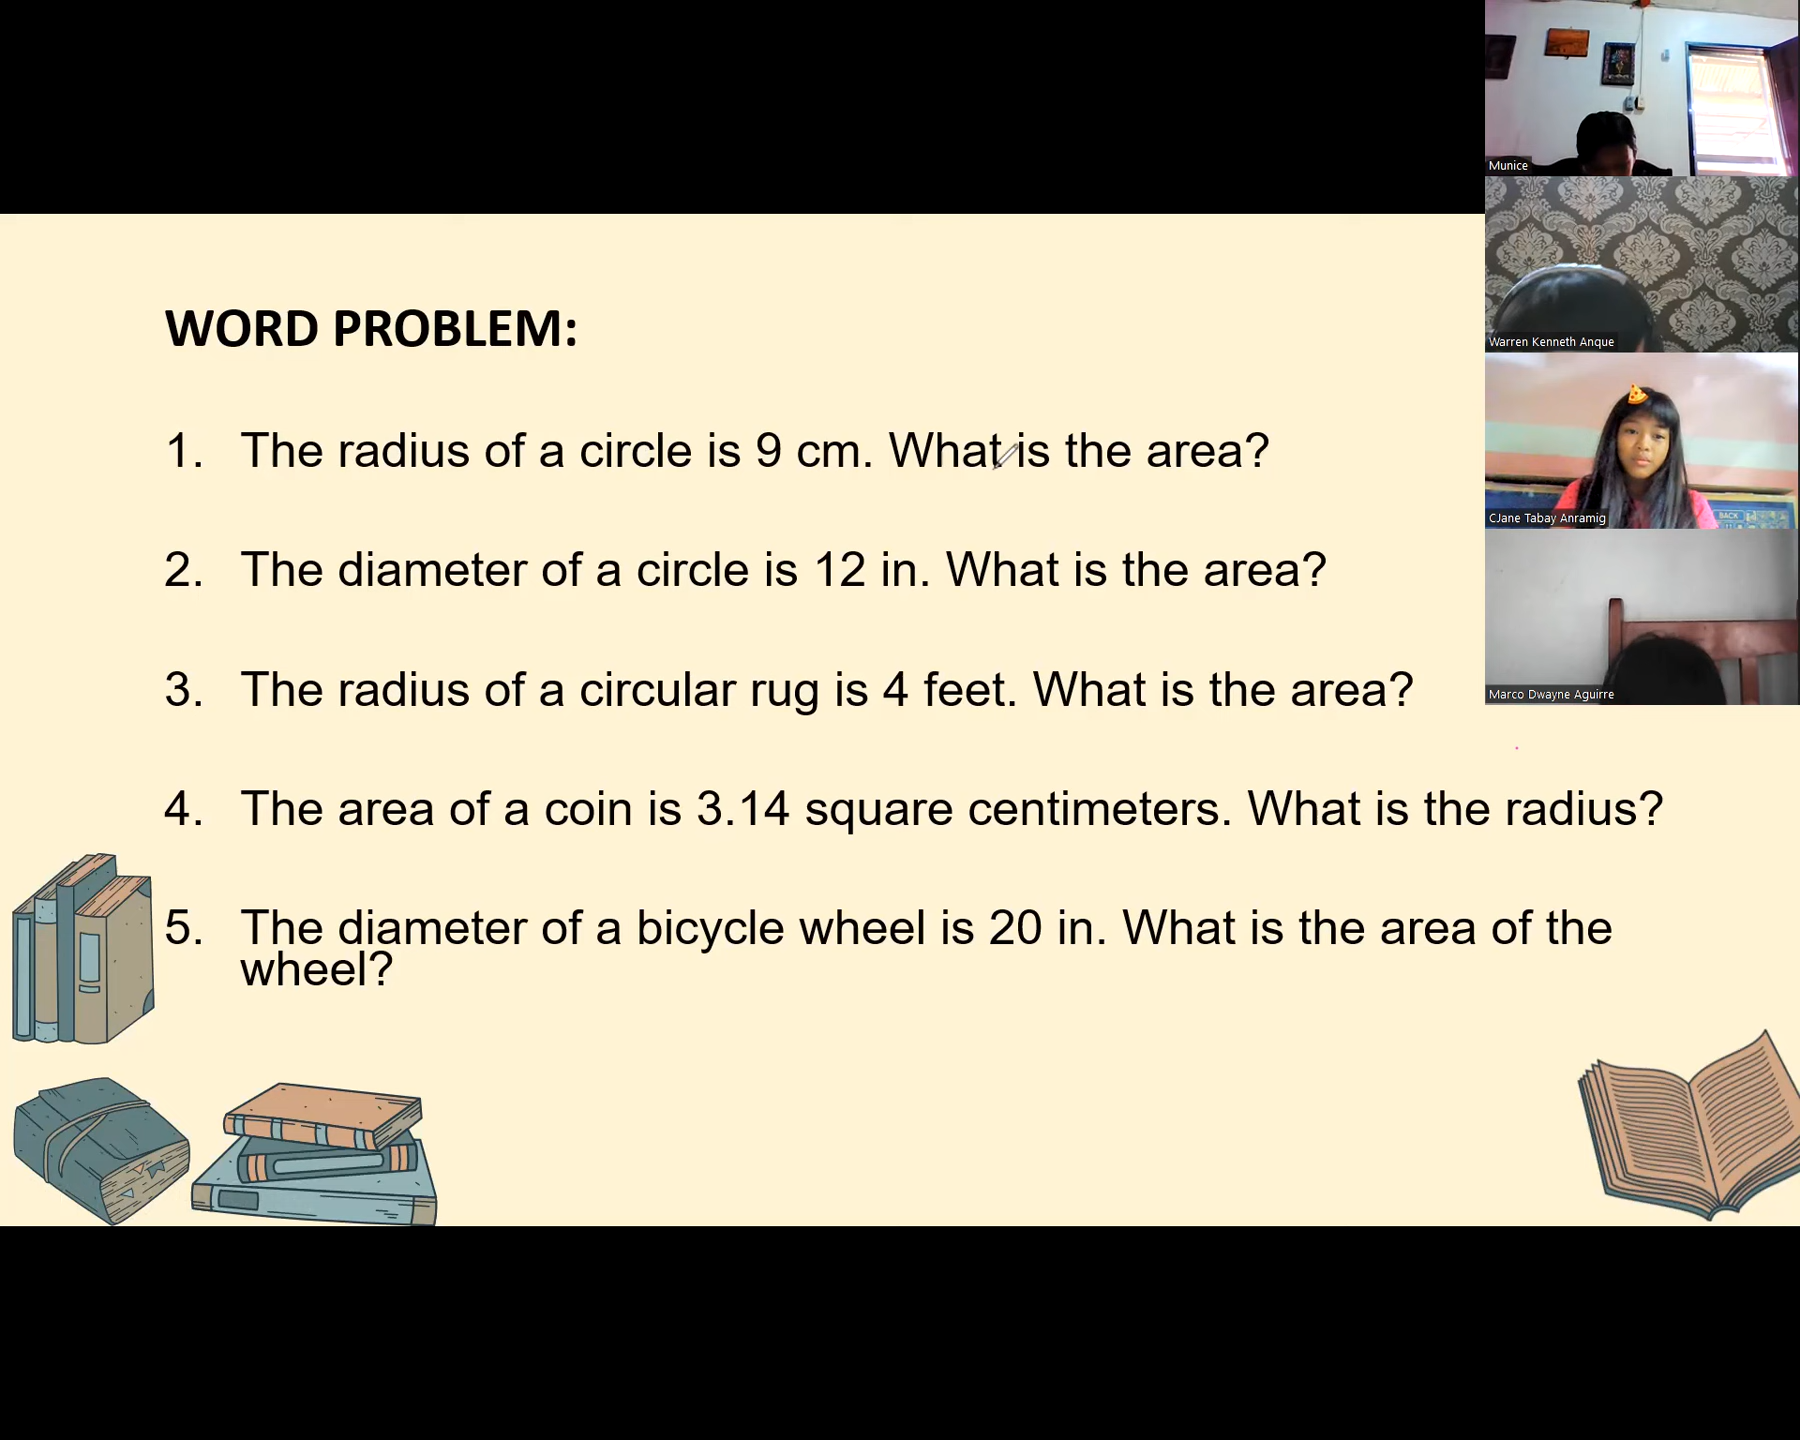 WORD PROBLEM:
1. The radius of a circle is 9 cm. What is the area?
2. The diameter of a circle is 12 in. What is the area?
3. The radius of a circular rug is 4 feet. What is the area?
4. The area of a coin is 3.14 square centimeters. What is the radius?
5. The diameter of a bicycle wheel is 20 in. What is the area of the
wheel?
Munice
Warren Kenneth Anque
CJane Tabay Anramig
BACK
Marco Dwayne Aguirre